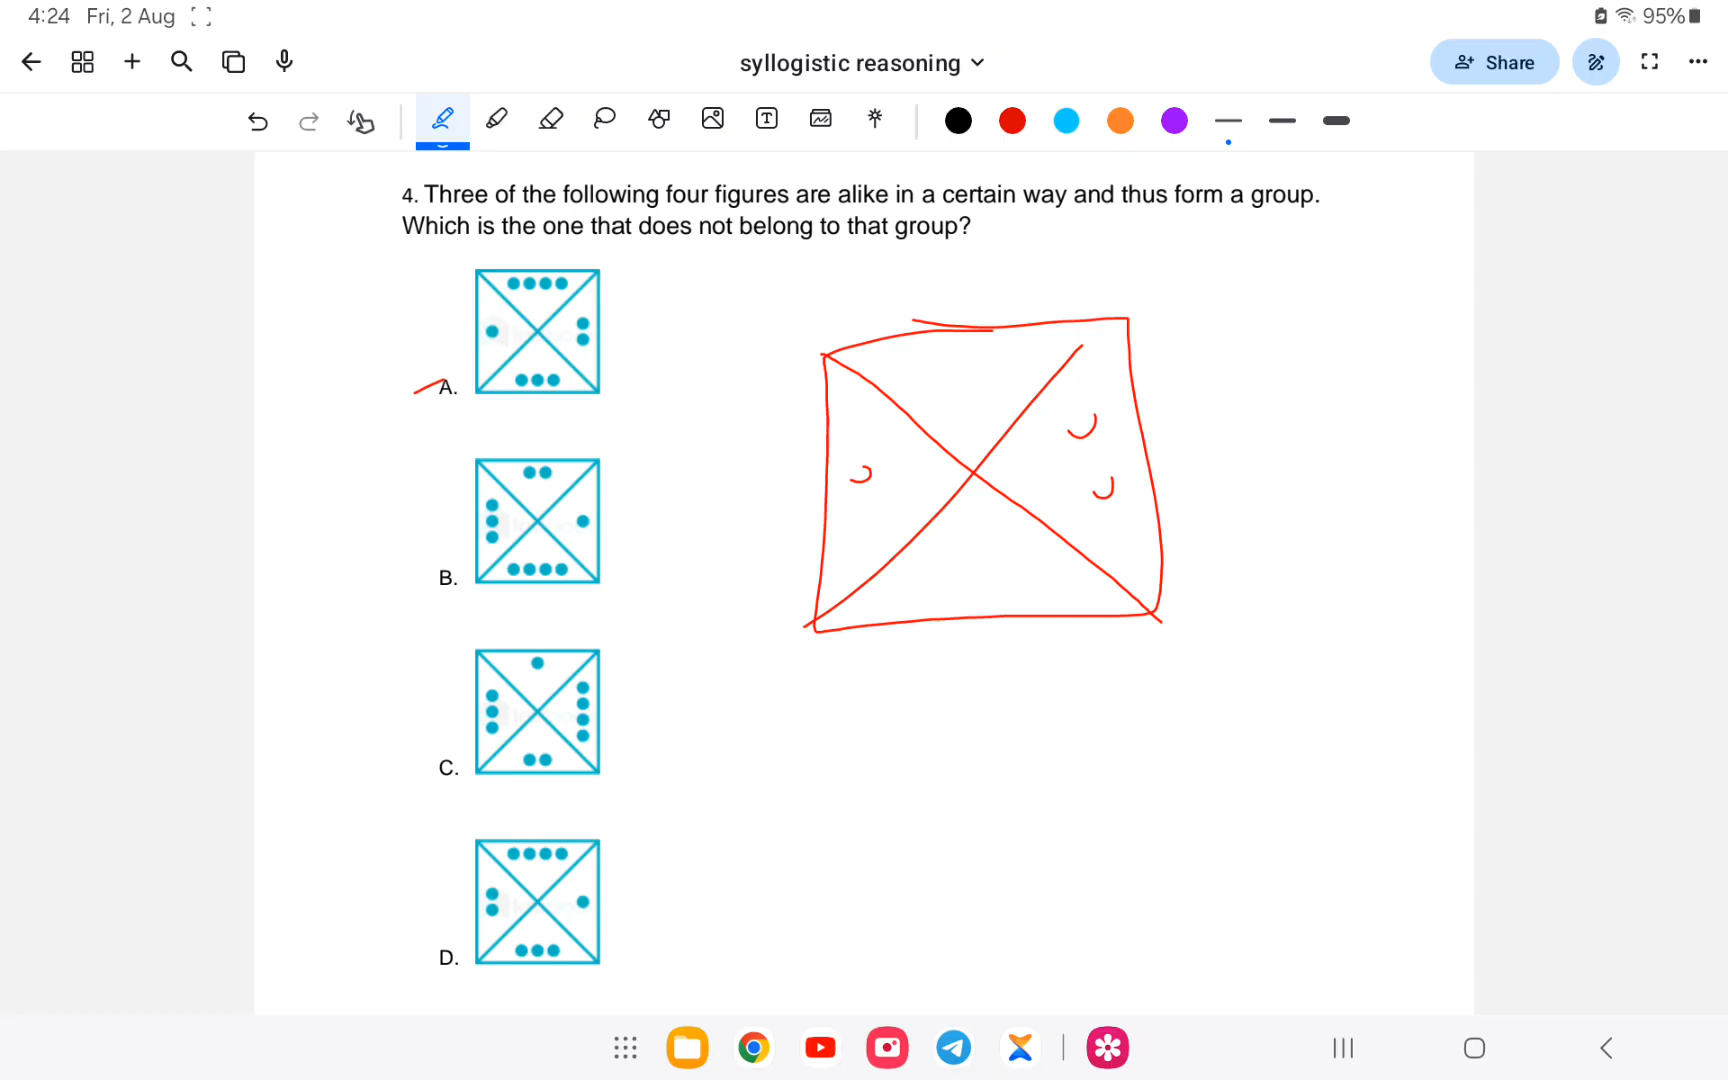 4:24 Fri, 2 Aug 95%
syllogistic reasoning
Share
4. Three of the following four figures are alike in a certain way and thus form a group.
Which is the one that does not belong to that group?
A.
B.
C.
D.